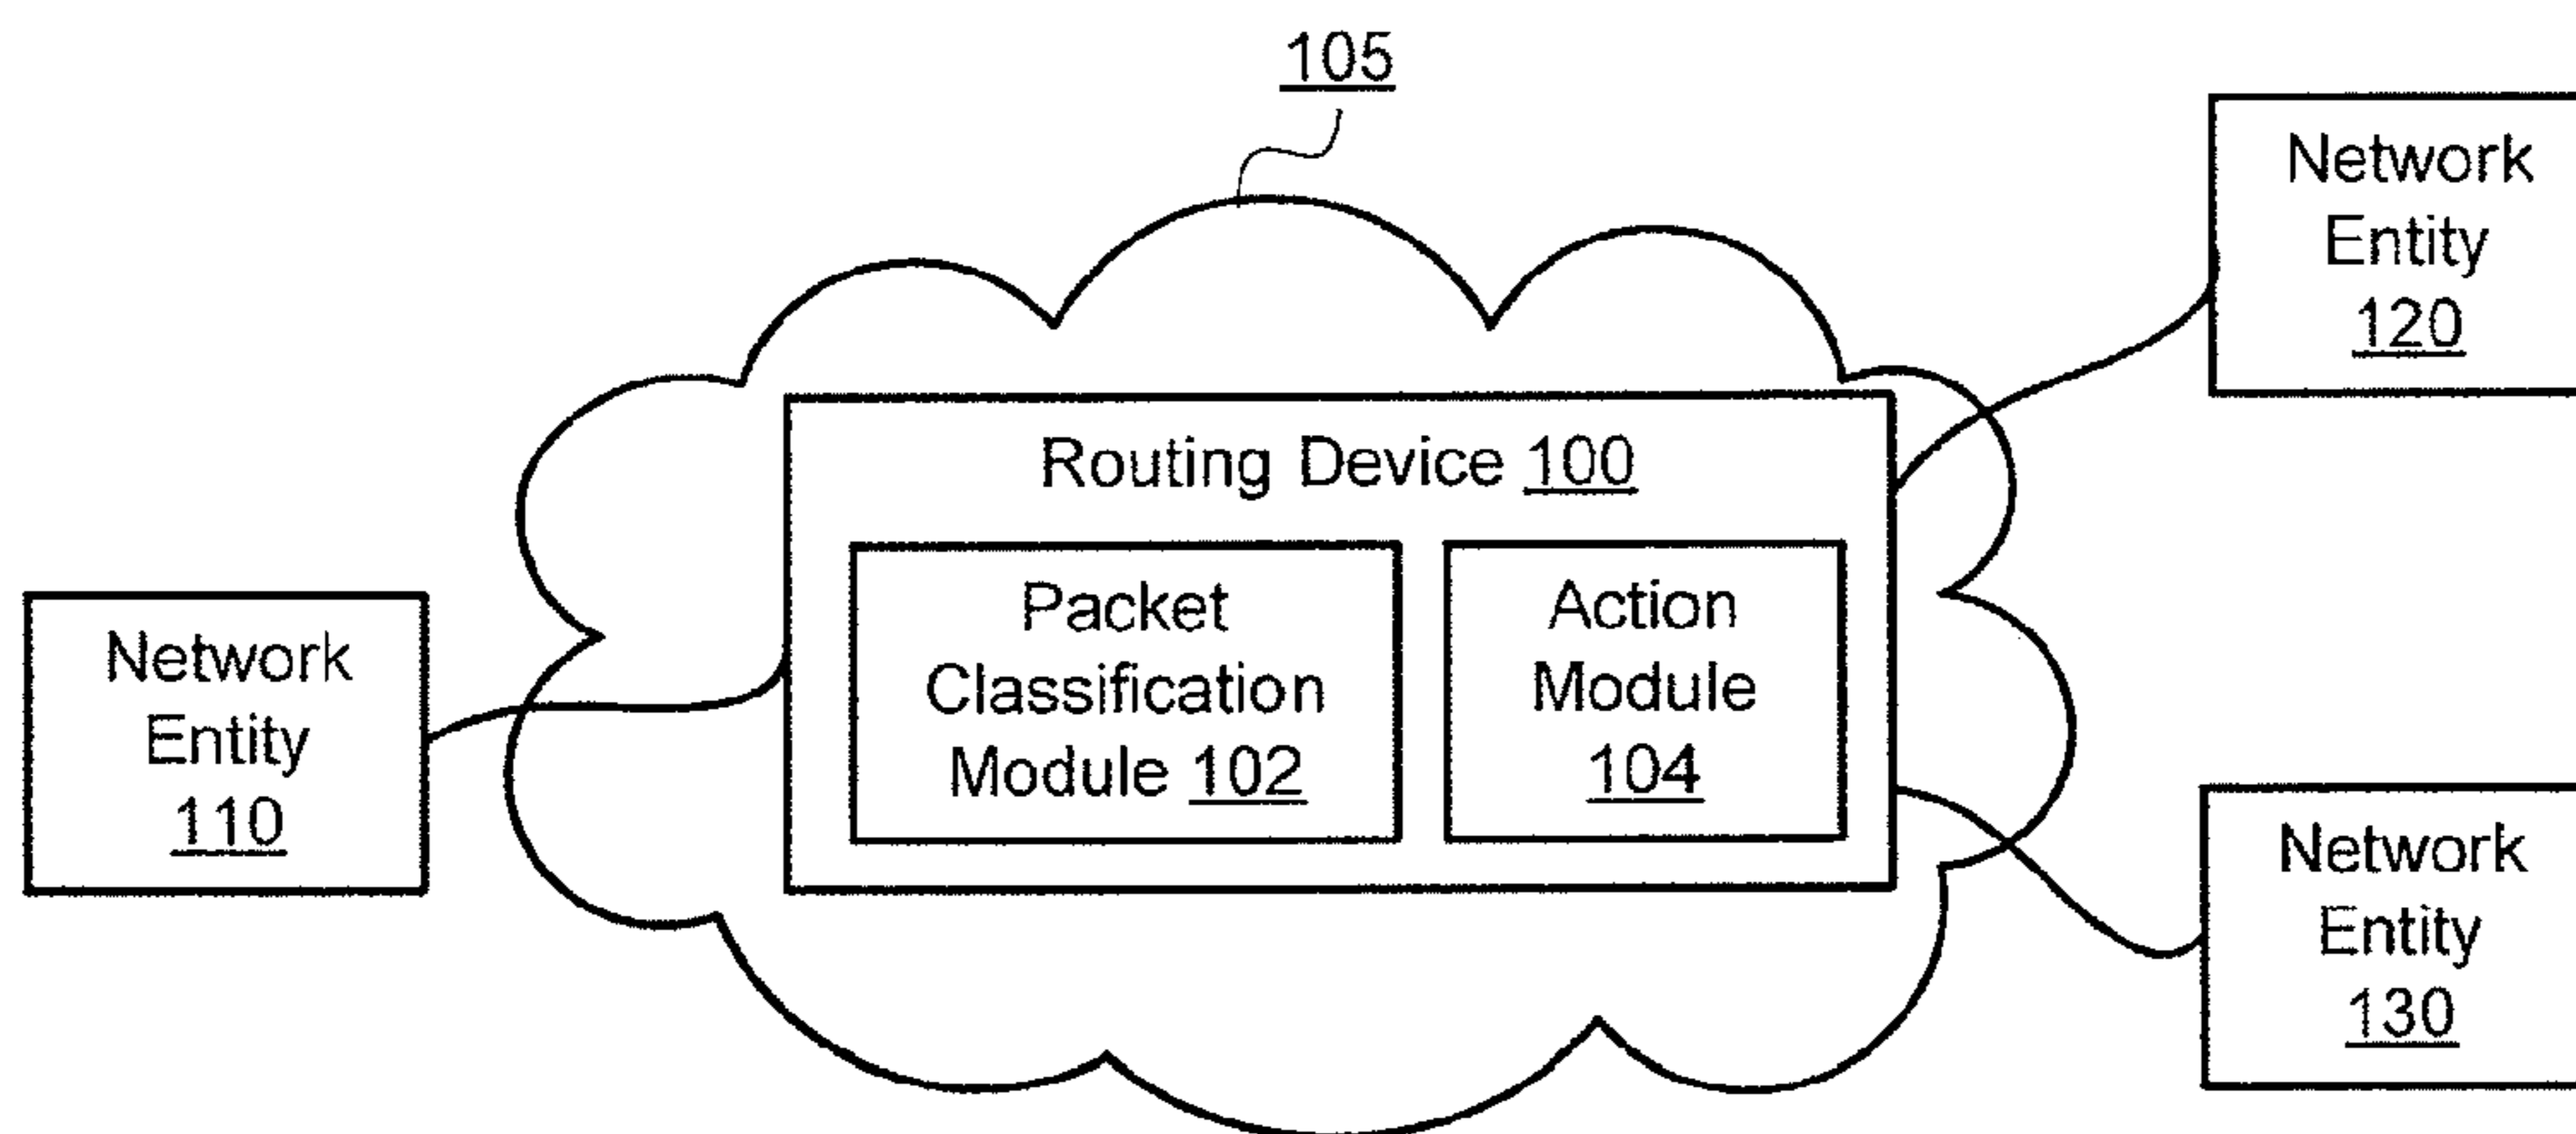 105
Network
Entity
120
Routing Device 100
Packet
Classification
Module 102
Action
Module
104
Network
Entity
110
Network
Entity
130